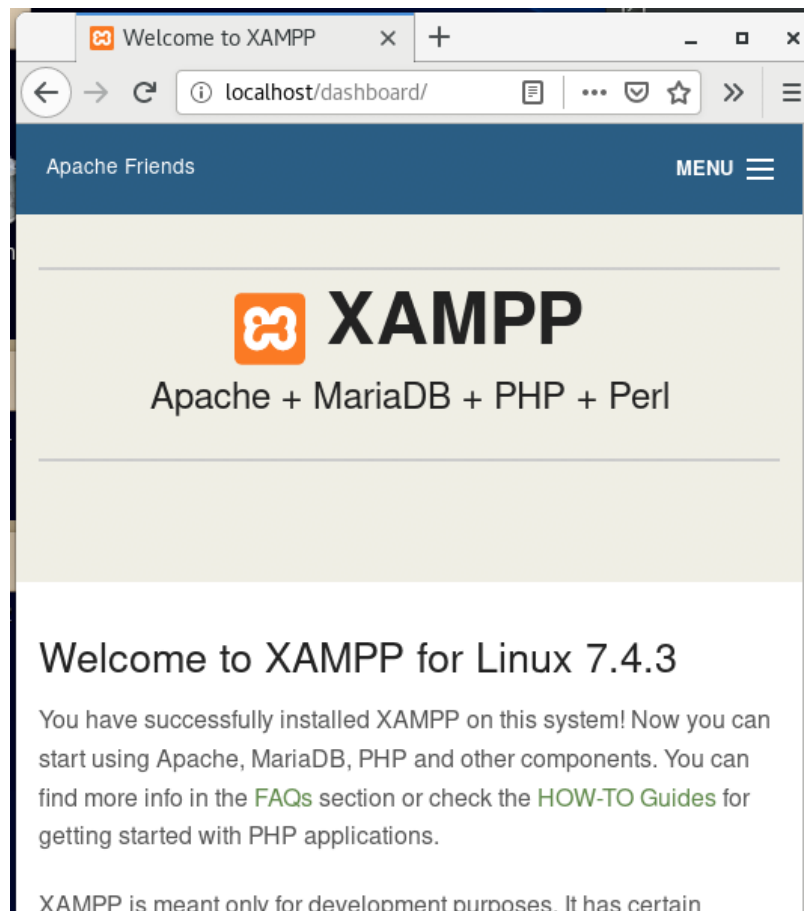 Welcome to XAMPP
localhost/dashboard/
Apache Friends
MENU
XAMPP
Apache + MariaDB + PHP + Perl
Welcome to XAMPP for Linux 7.4.3
You have successfully installed XAMPP on this system! Now you can
start using Apache, MariaDB, PHP and other components. You can
find more info in the FAQs section or check the HOW-TO Guides for
getting started with PHP applications.
XAMPP is meant only for development purposes. It has certain